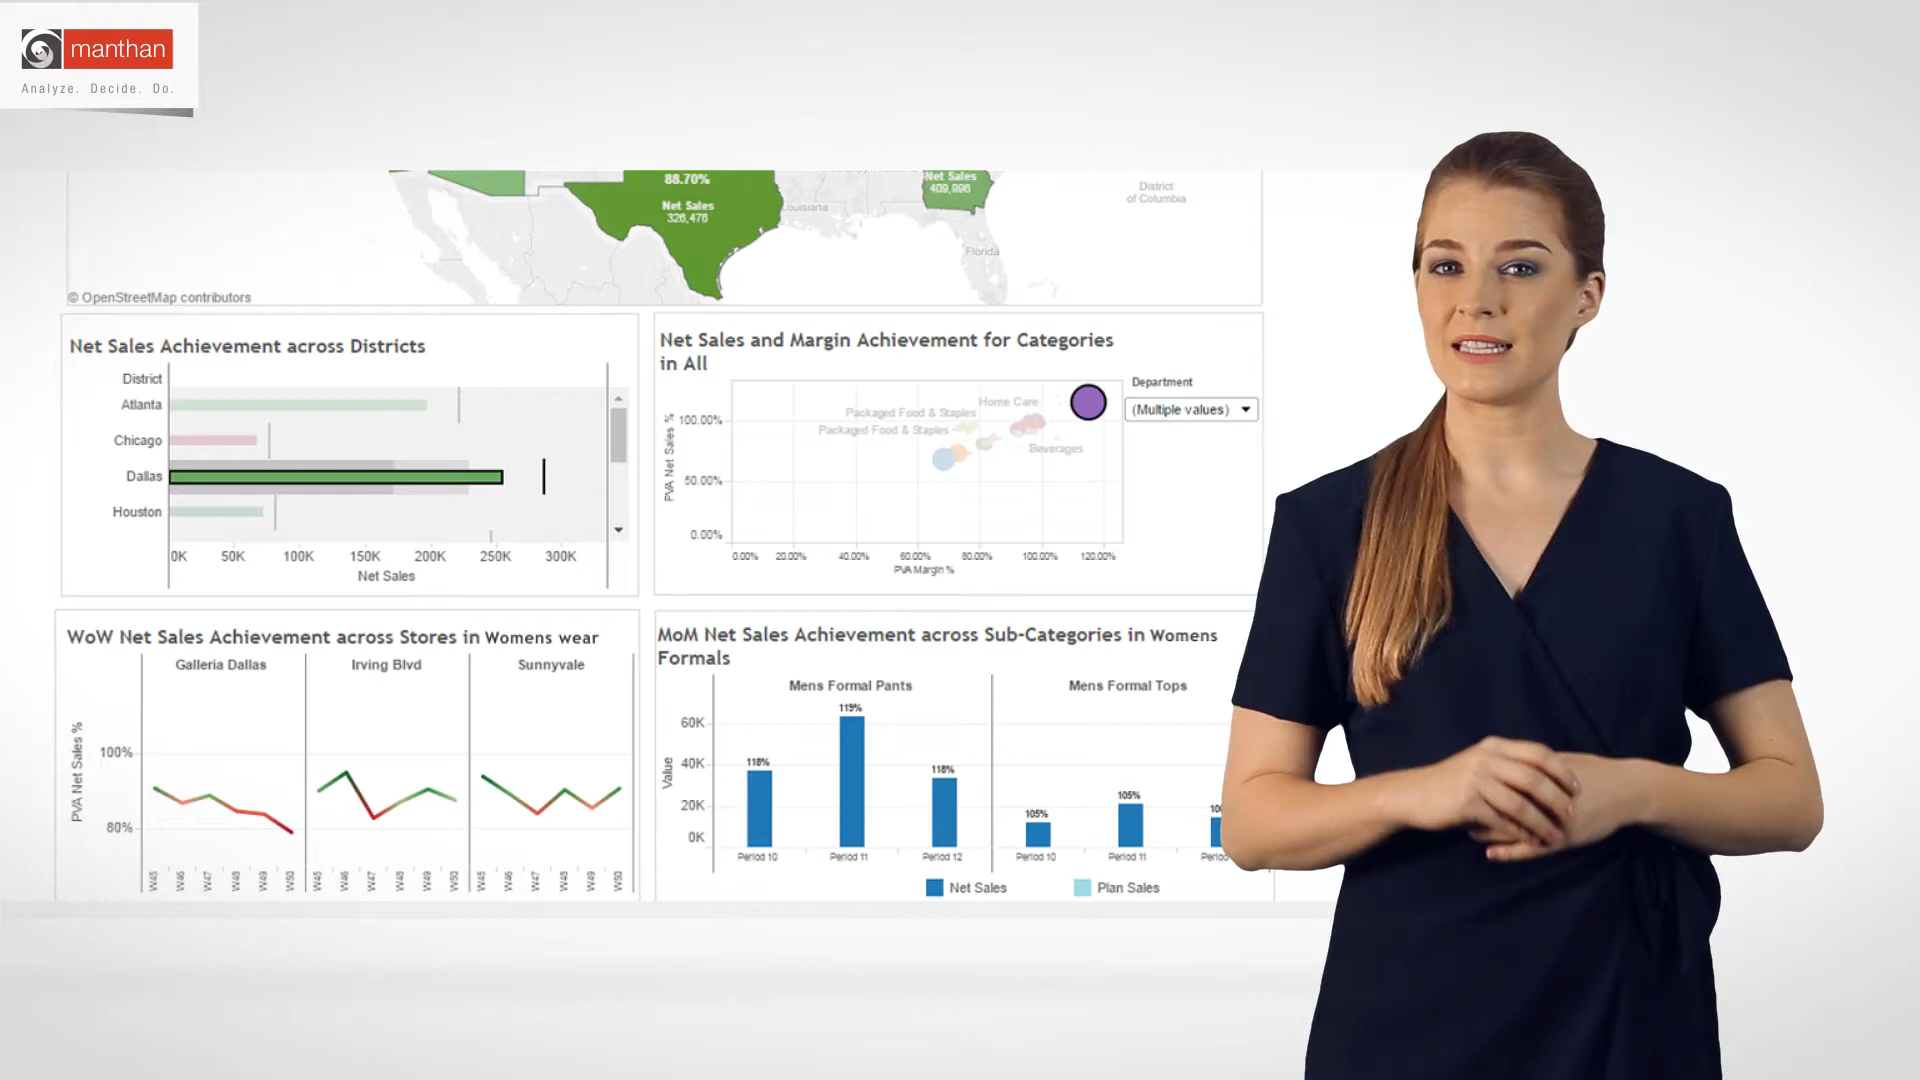 manthan
Analyze. Decide. Do.
88.70%
Net Sales
326,476
Net Sales
409,996
Louisiana
Florida
District
of Columbia
© OpenStreetMap contributors
Net Sales Achievement across Districts
District
Atlanta
Chicago
Dallas
Houston
0K 50K 100K 150K 200K 250K 300K
Net Sales
Net Sales and Margin Achievement for Categories
in All
PVA Net Sales %
100.00%
50.00%
0.00%
Home Care
Packaged Food & Staples
Packaged Food & Staples
Beverages
0.00% 20.00% 40.00% 60.00% 80.00% 100.00% 120.00%
PVA Margin %
Department
(Multiple values)
WoW Net Sales Achievement across Stores in Womens wear
Galleria Dallas Irving Blvd Sunnyvale
PVA Net Sales %
100%
80%
W45 W46 W47 W48 W49 W50 W45 W46 W47 W48 W49 W50 W45 W46 W47 W48 W49 W50
MoM Net Sales Achievement across Sub-Categories in Womens
Formals
Mens Formal Pants Mens Formal Tops
Value
60K
40K
20K
0K
118% 119% 118% 105% 105%
Period 10 Period 11 Period 12 Period 10 Period 11
Net Sales Plan Sales